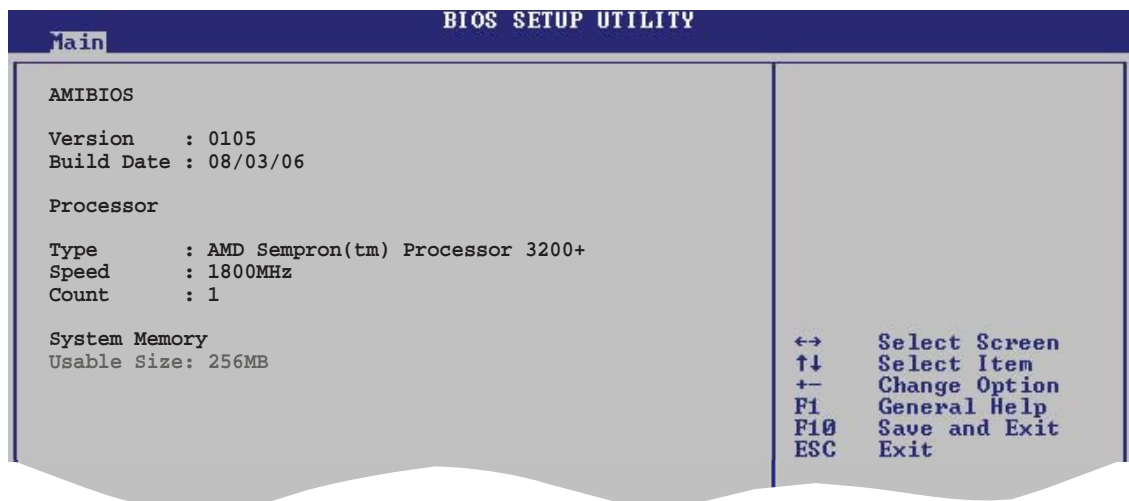 BIOS SETUP UTILITY
Main
AMIBIOS
Version : 0105
Build Date : 08/03/06
Processor
Type : AMD Sempron(tm) Processor 3200+
Speed : 1800MHz
Count : 1
System Memory
Usable Size: 256MB
←→ Select Screen
↑↓ Select Item
+- Change Option
F1 General Help
F10 Save and Exit
ESC Exit